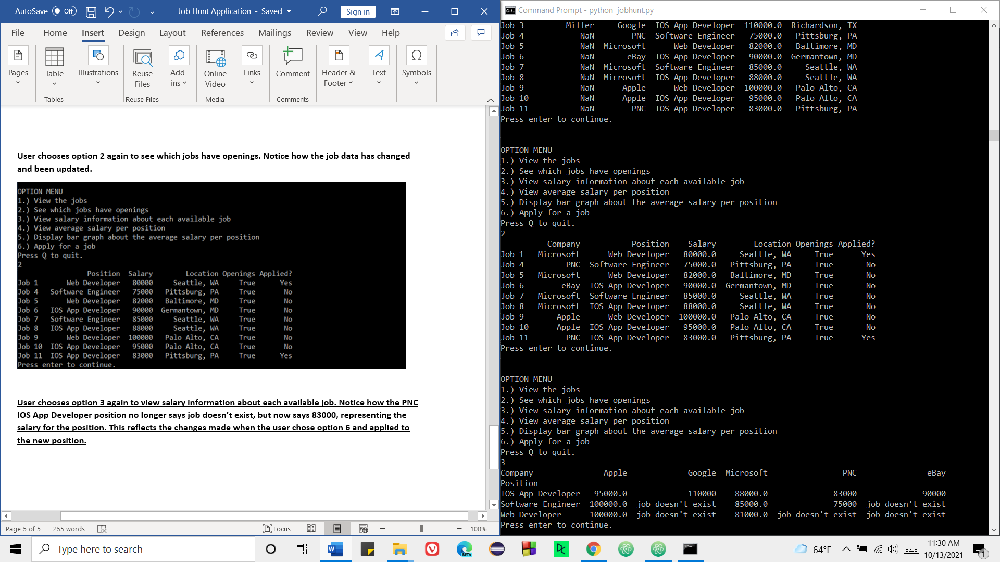 AutoSave Off Job Hunt Application - Saved Sign in
File Home Insert Design Layout References Mailings Review View Help
Pages Table Illustrations Reuse Files Add-ins Online Video Links Comment Header & Footer Text Symbols
Tables Reuse Files Media Comments
User chooses option 2 again to see which jobs have openings. Notice how the job data has changed
and been updated.
OPTION MENU
1.) View the jobs
2.) See which jobs have openings
3.) View salary information about each available job
4.) View average salary per position
5.) Display bar graph about the average salary per position
6.) Apply for a job
Press Q to quit.
2
Position Salary Location Openings Applied?
Job 1 Web Developer 80000 Seattle, WA True Yes
Job 4 Software Engineer 75000 Pittsburg, PA True No
Job 5 Web Developer 82000 Baltimore, MD True No
Job 6 IOS App Developer 90000 Germantown, MD True No
Job 7 Software Engineer 85000 Seattle, WA True No
Job 8 IOS App Developer 88000 Seattle, WA True No
Job 9 Web Developer 100000 Palo Alto, CA True No
Job 10 IOS App Developer 95000 Palo Alto, CA True No
Job 11 IOS App Developer 83000 Pittsburg, PA True Yes
Press enter to continue.
User chooses option 3 again to view salary information about each available job. Notice how the PNC
IOS App Developer position no longer says job doesn’t exist, but now says 83000, representing the
salary for the position. This reflects the changes made when the user chose option 6 and applied to
the new position.
Page 5 of 5 255 words Focus 100%
Command Prompt - python jobhunt.py
Job 3 Miller Google IOS App Developer 110000.0 Richardson, TX
Job 4 NaN PNC Software Engineer 75000.0 Pittsburg, PA
Job 5 NaN Microsoft Web Developer 82000.0 Baltimore, MD
Job 6 NaN eBay IOS App Developer 90000.0 Germantown, MD
Job 7 NaN Microsoft Software Engineer 85000.0 Seattle, WA
Job 8 NaN Microsoft IOS App Developer 88000.0 Seattle, WA
Job 9 NaN Apple Web Developer 100000.0 Palo Alto, CA
Job 10 NaN Apple IOS App Developer 95000.0 Palo Alto, CA
Job 11 NaN PNC IOS App Developer 83000.0 Pittsburg, PA
Press enter to continue.
OPTION MENU
1.) View the jobs
2.) See which jobs have openings
3.) View salary information about each available job
4.) View average salary per position
5.) Display bar graph about the average salary per position
6.) Apply for a job
Press Q to quit.
2
Company Position Salary Location Openings Applied?
Job 1 Microsoft Web Developer 80000.0 Seattle, WA True Yes
Job 4 PNC Software Engineer 75000.0 Pittsburg, PA True No
Job 5 Microsoft Web Developer 82000.0 Baltimore, MD True No
Job 6 eBay IOS App Developer 90000.0 Germantown, MD True No
Job 7 Microsoft Software Engineer 85000.0 Seattle, WA True No
Job 8 Microsoft IOS App Developer 88000.0 Seattle, WA True No
Job 9 Apple Web Developer 100000.0 Palo Alto, CA True No
Job 10 Apple IOS App Developer 95000.0 Palo Alto, CA True No
Job 11 PNC IOS App Developer 83000.0 Pittsburg, PA True Yes
Press enter to continue.
OPTION MENU
1.) View the jobs
2.) See which jobs have openings
3.) View salary information about each available job
4.) View average salary per position
5.) Display bar graph about the average salary per position
6.) Apply for a job
Press Q to quit.
3
Company Apple Google Microsoft PNC eBay
Position
IOS App Developer 95000.0 110000 88000.0 83000 90000
Software Engineer 100000.0 job doesn't exist 85000.0 75000 job doesn't exist
Web Developer 100000.0 job doesn't exist 81000.0 job doesn't exist job doesn't exist
Press enter to continue.
Type here to search
BETA
64°F
11:30 AM
10/13/2021
1